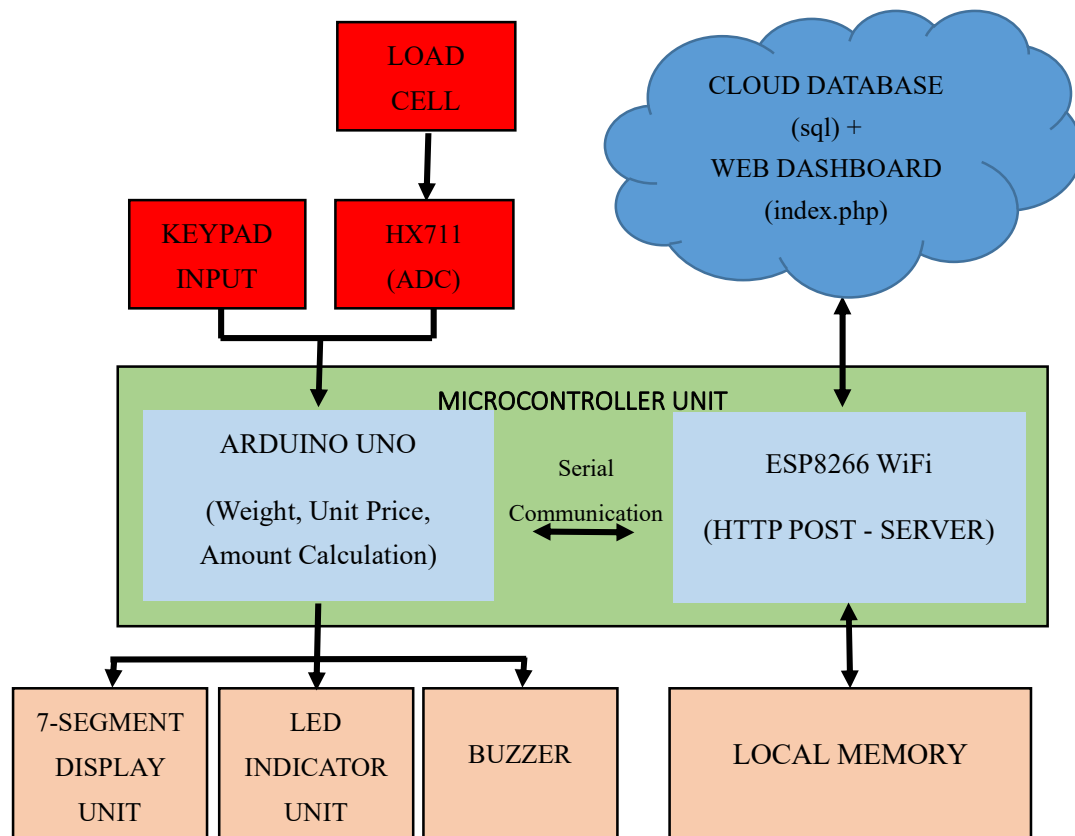 LOAD
CELL
CLOUD DATABASE
(sql) +
WEB DASHBOARD
(index.php)
KEYPAD
INPUT
HX711
(ADC)
MICROCONTROLLER UNIT
ARDUINO UNO
(Weight, Unit Price,
Amount Calculation)
Serial
Communication
ESP8266 WiFi
(HTTP POST - SERVER)
7-SEGMENT
DISPLAY
UNIT
LED
INDICATOR
UNIT
BUZZER
LOCAL MEMORY